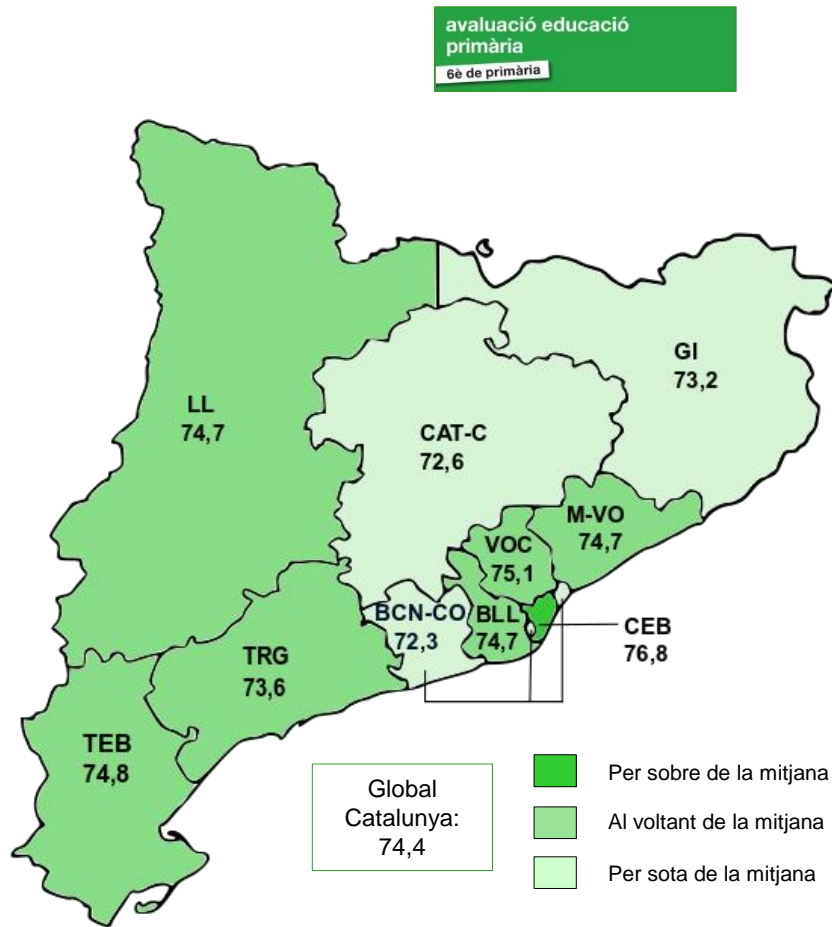 avaluació educació
primària
6è de primària
GI
73,2
LL
74,7
CAT-C
72,6
M-VO
74,7
VOC
75,1
BCN-CO
72,3
BLL
74,7
CEB
76,8
TRG
73,6
TEB
74,8
Global
Catalunya:
74,4
Per sobre de la mitjana
Al voltant de la mitjana
Per sota de la mitjana